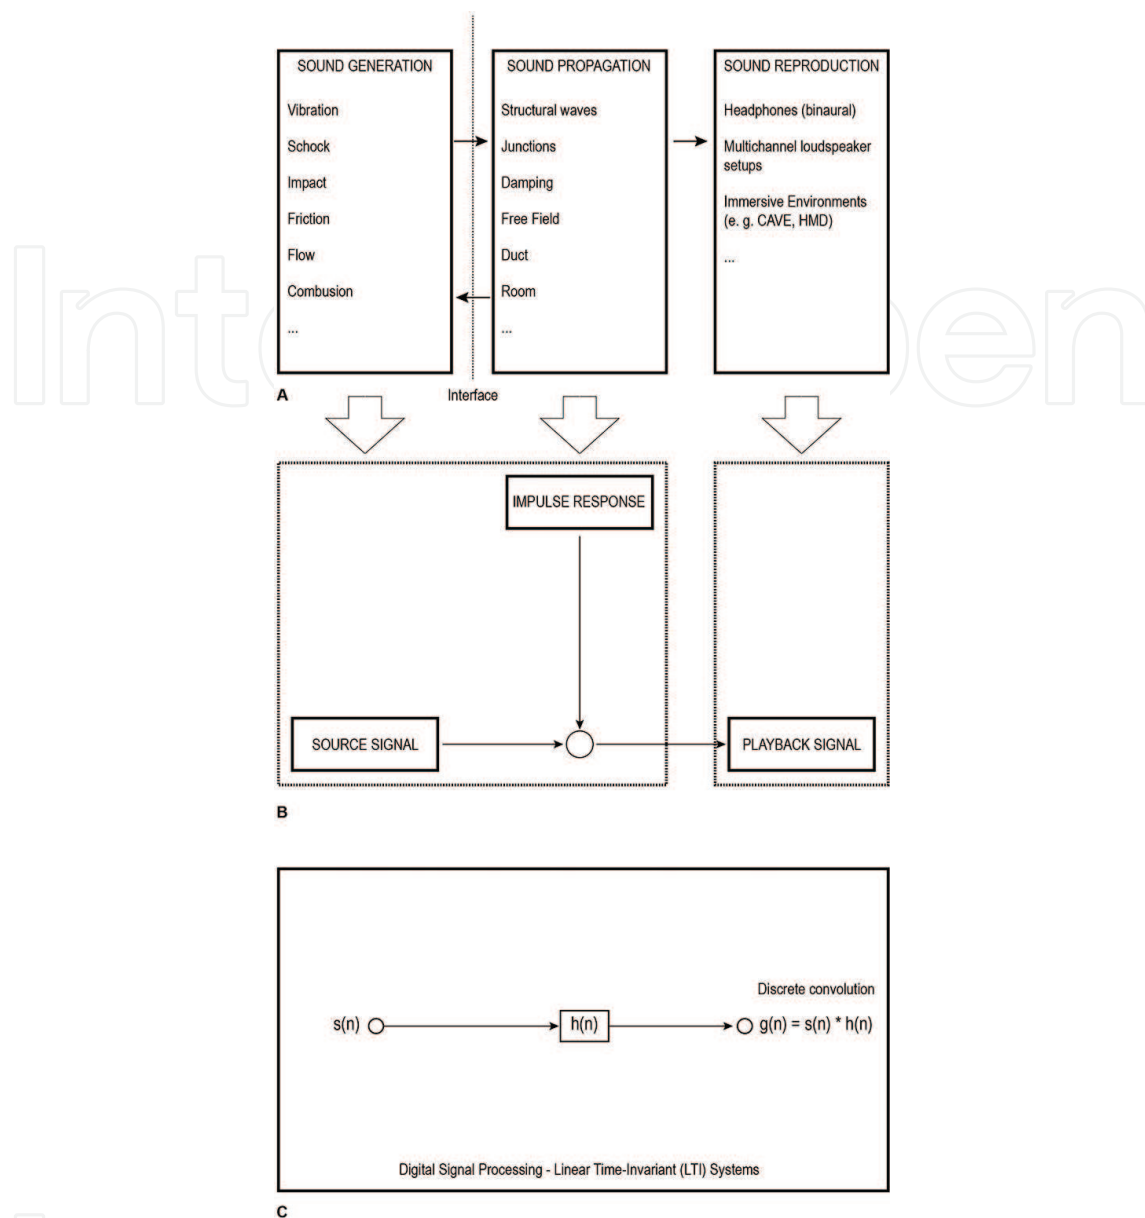 SOUND GENERATION
Vibration
Schock
Impact
Friction
Flow
Combusion
...
SOUND PROPAGATION
Structural waves
Junctions
Damping
Free Field
Duct
Room
...
SOUND REPRODUCTION
Headphones (binaural)
Multichannel loudspeaker
setups
Immersive Environments
(e. g. CAVE, HMD)
...
A
Interface
IMPULSE RESPONSE
SOURCE SIGNAL
PLAYBACK SIGNAL
B
Discrete convolution
s(n)
h(n)
g(n) = s(n) * h(n)
Digital Signal Processing - Linear Time-Invariant (LTI) Systems
C